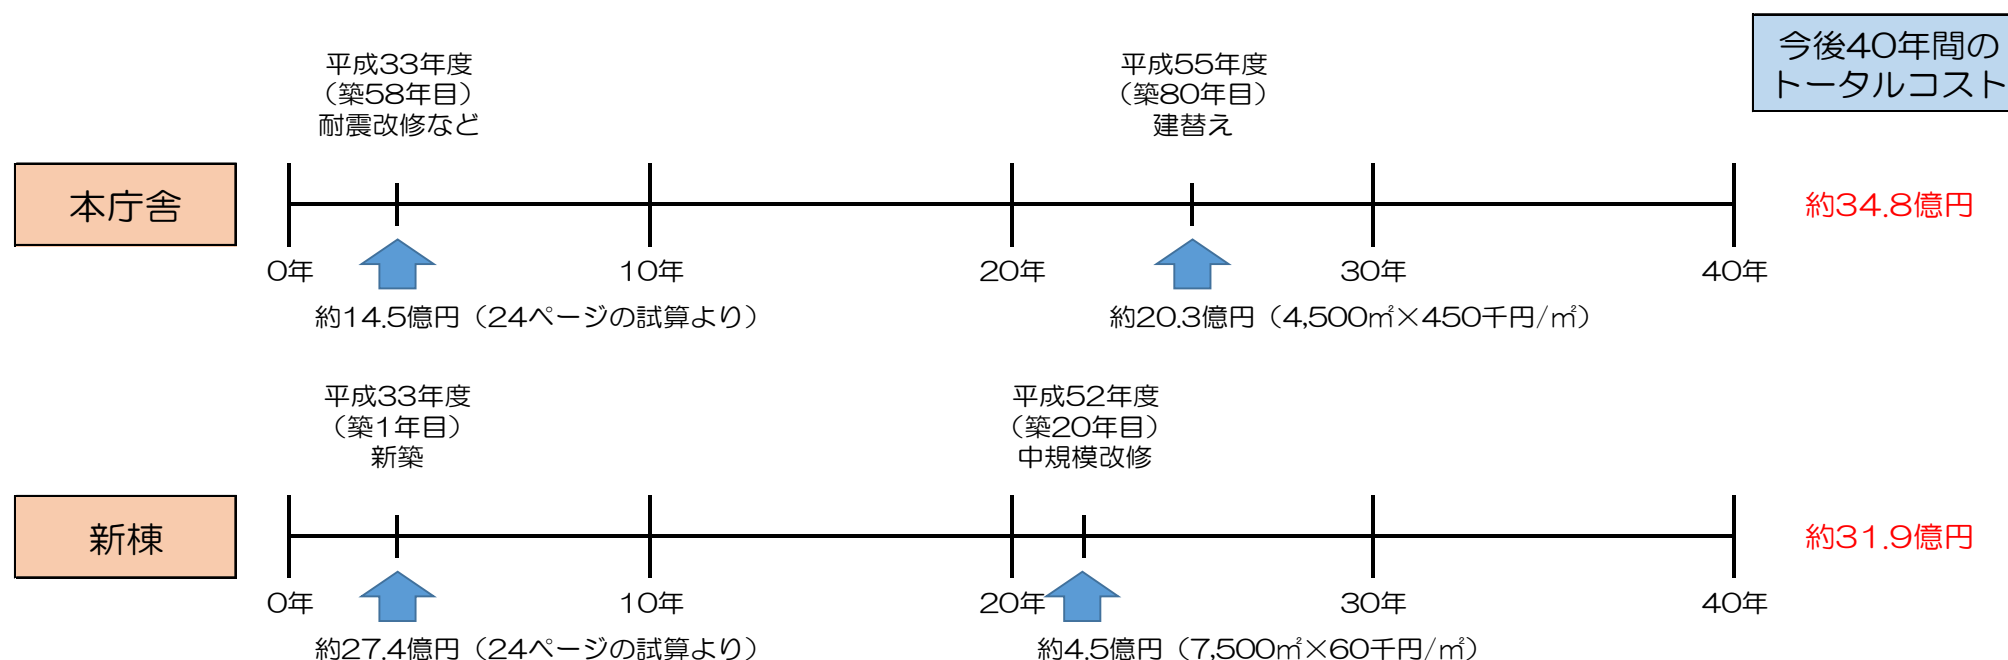 今後40年間の
トータルコスト
平成33年度
（築58年目）
耐震改修など
平成55年度
（築80年目）
建替え
本庁舎
約34.8億円
0年
10年
20年
30年
40年
約14.5億円（24ページの試算より）
約20.3億円（4,500㎡×450千円/㎡）
平成33年度
（築1年目）
新築
平成52年度
（築20年目）
中規模改修
新棟
約31.9億円
0年
10年
20年
30年
40年
約27.4億円（24ページの試算より）
約4.5億円（7,500㎡×60千円/㎡）